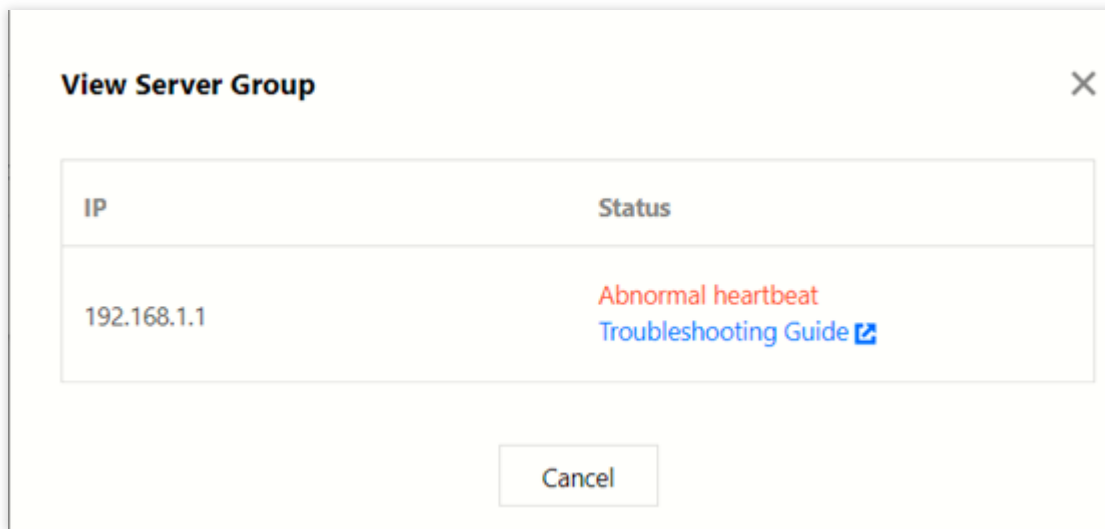 View Server Group
IP Status
192.168.1.1
Abnormal heartbeat
Troubleshooting Guide
Cancel